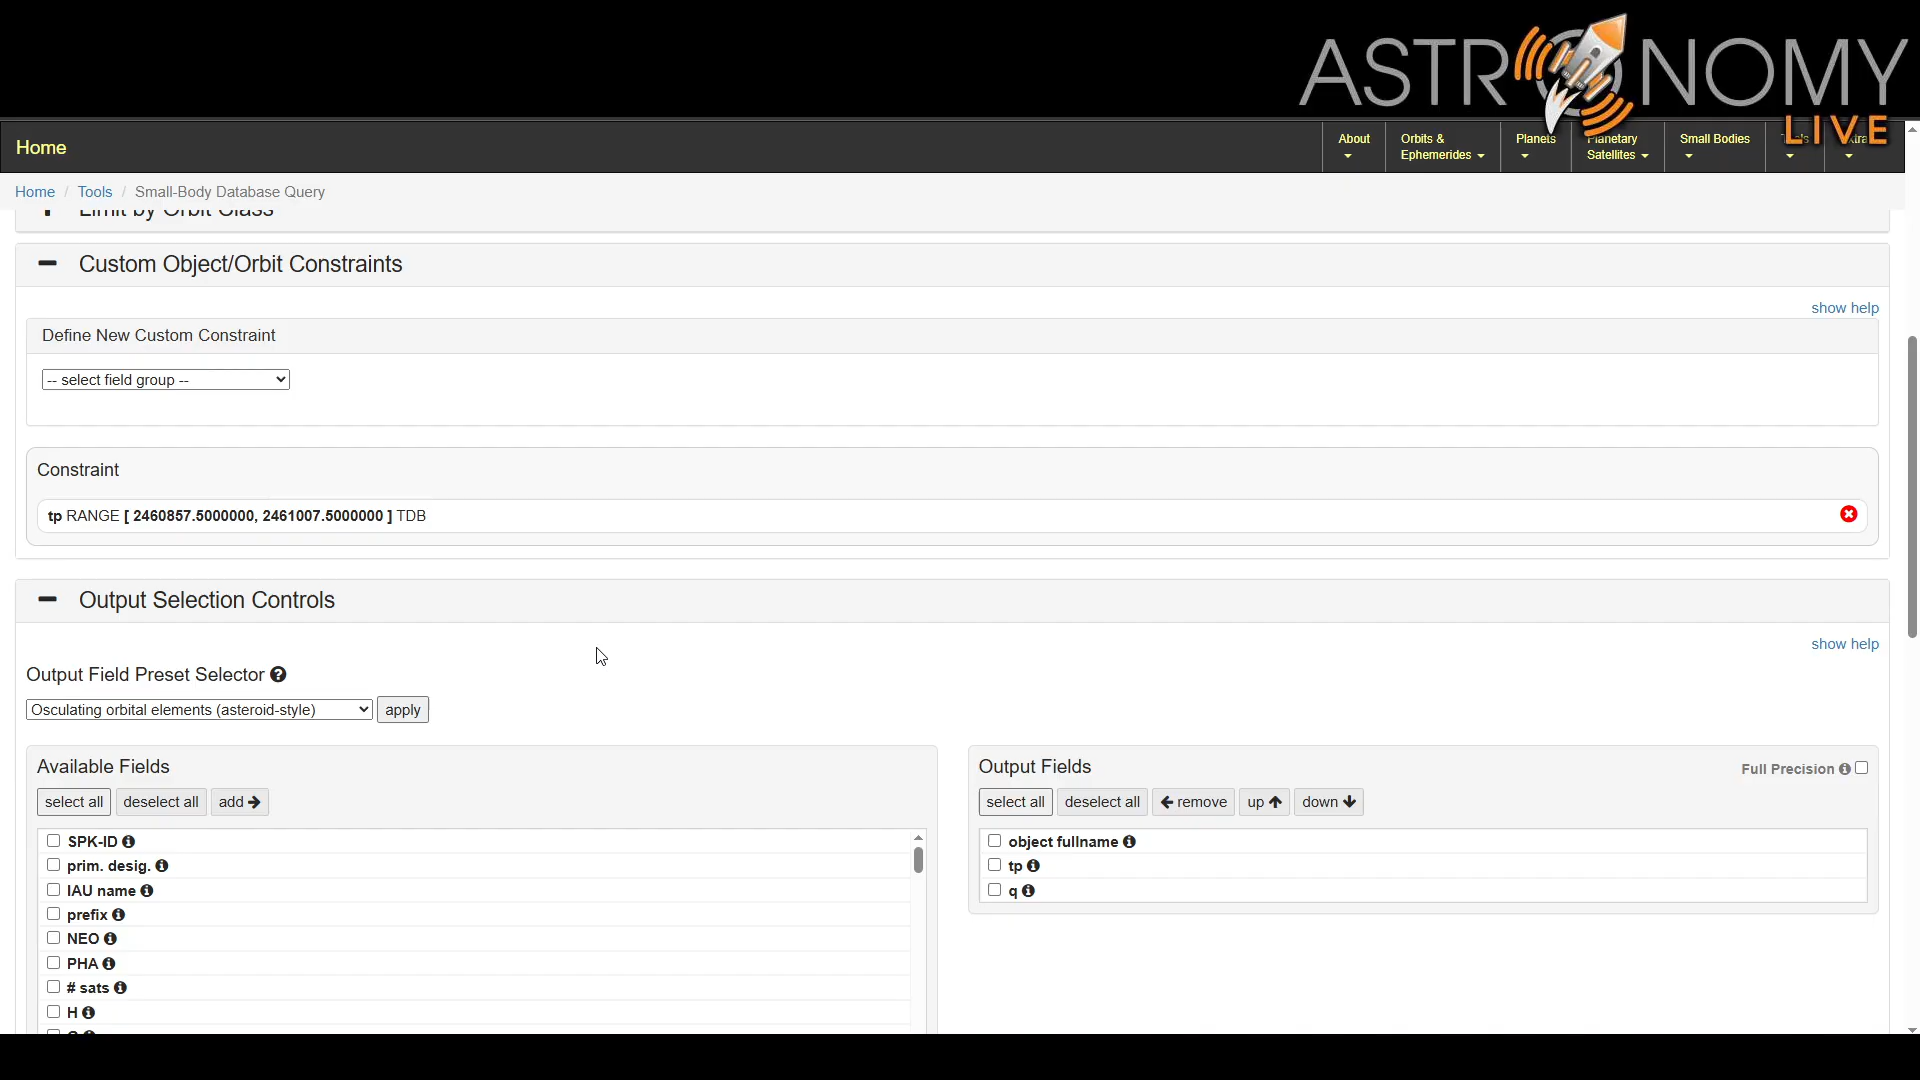 ASTRONOMY
LIVE
Home
About
Orbits &
Ephemerides
Planets
Planetary
Satellites
Small Bodies
Home / Tools / Small-Body Database Query
Limit by Orbit Class
Custom Object/Orbit Constraints
show help
Define New Custom Constraint
-- select field group --
Constraint
tp RANGE [ 2460857.5000000, 2461007.5000000 ] TDB
Output Selection Controls
show help
Output Field Preset Selector
Osculating orbital elements (asteroid-style)
apply
Available Fields
select all
deselect all
add
SPK-ID
prim. desig.
IAU name
prefix
NEO
PHA
# sats
H
Output Fields
Full Precision
select all
deselect all
remove
up
down
object fullname
tp
q